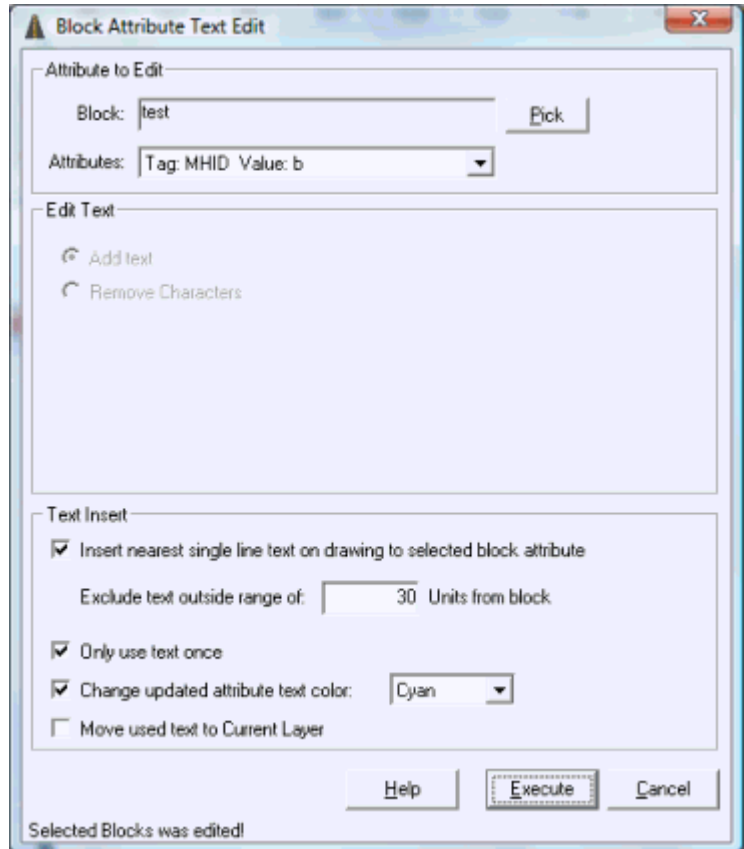 Block Attribute Text Edit
Attribute to Edit
Block: test Pick
Attributes: Tag: MHID Value: b
Edit Text
Add text
Remove Characters
Text Insert
Insert nearest single line text on drawing to selected block attribute
Exclude text outside range of: 30 Units from block
Only use text once
Change updated attribute text color: Cyan
Move used text to Current Layer
Help Execute Cancel
Selected Blocks was edited!